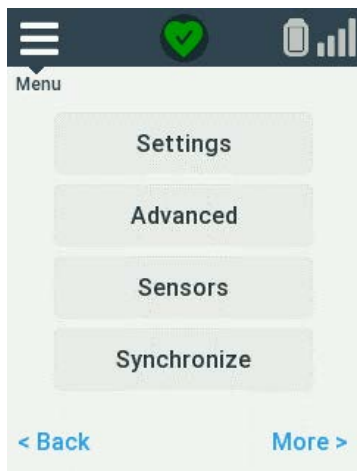 Menu
Settings
Advanced
Sensors
Synchronize
< Back
More >